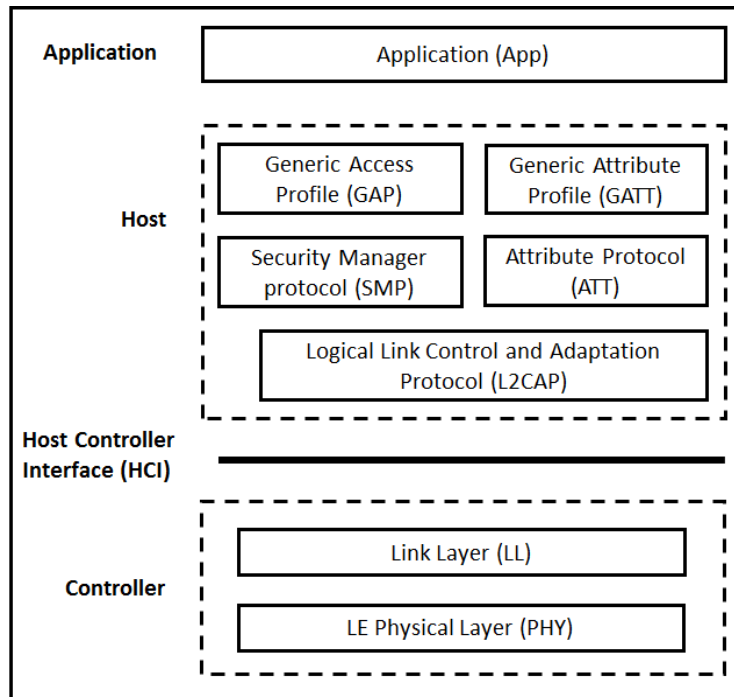 Application
Application (App)
Host
Generic Access
Profile (GAP)
Generic Attribute
Profile (GATT)
Security Manager
protocol (SMP)
Attribute Protocol
(ATT)
Logical Link Control and Adaptation
Protocol (L2CAP)
Host Controller
Interface (HCI)
Controller
Link Layer (LL)
LE Physical Layer (PHY)